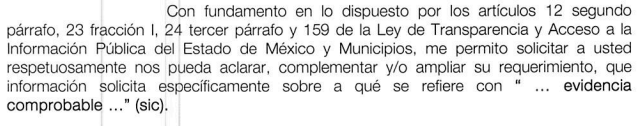 Con fundamento en lo dispuesto por los artículos 12 segundo
párrafo, 23 fracción I, 24 tercer párrafo y 159 de la Ley de Transparencia y Acceso a la
Información Pública del Estado de México y Municipios, me permito solicitar a usted
respetuosamente nos pueda aclarar, complementar y/o ampliar su requerimiento, que
información solicita específicamente sobre a qué se refiere con “ ... evidencia
comprobable ...” (sic).